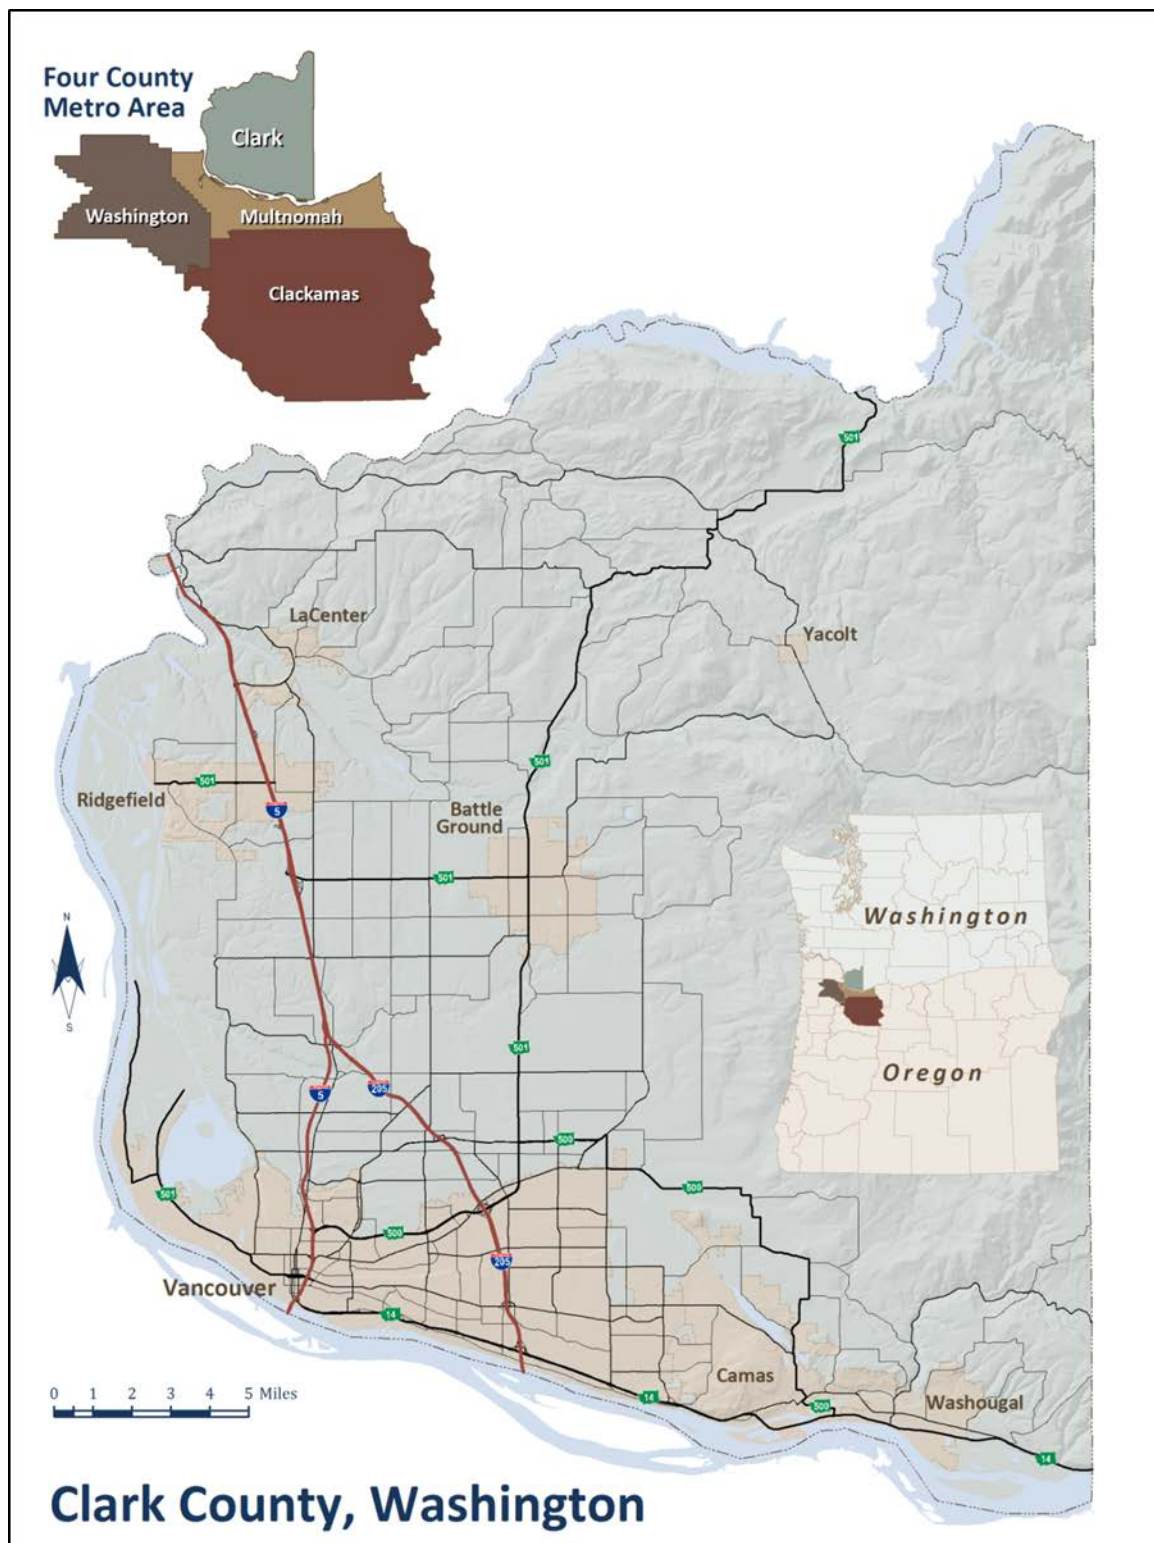 Four County
Metro Area
Clark
Washington
Multnomah
Clackamas
501
LaCenter
Yacolt
501
501
Ridgefield
5
Battle
Ground
501
Washington
N
S
Oregon
501
5
205
500
501
500
500
205
Vancouver
14
Camas
14
500
Washougal
0 1 2 3 4 5 Miles
14
Clark County, Washington